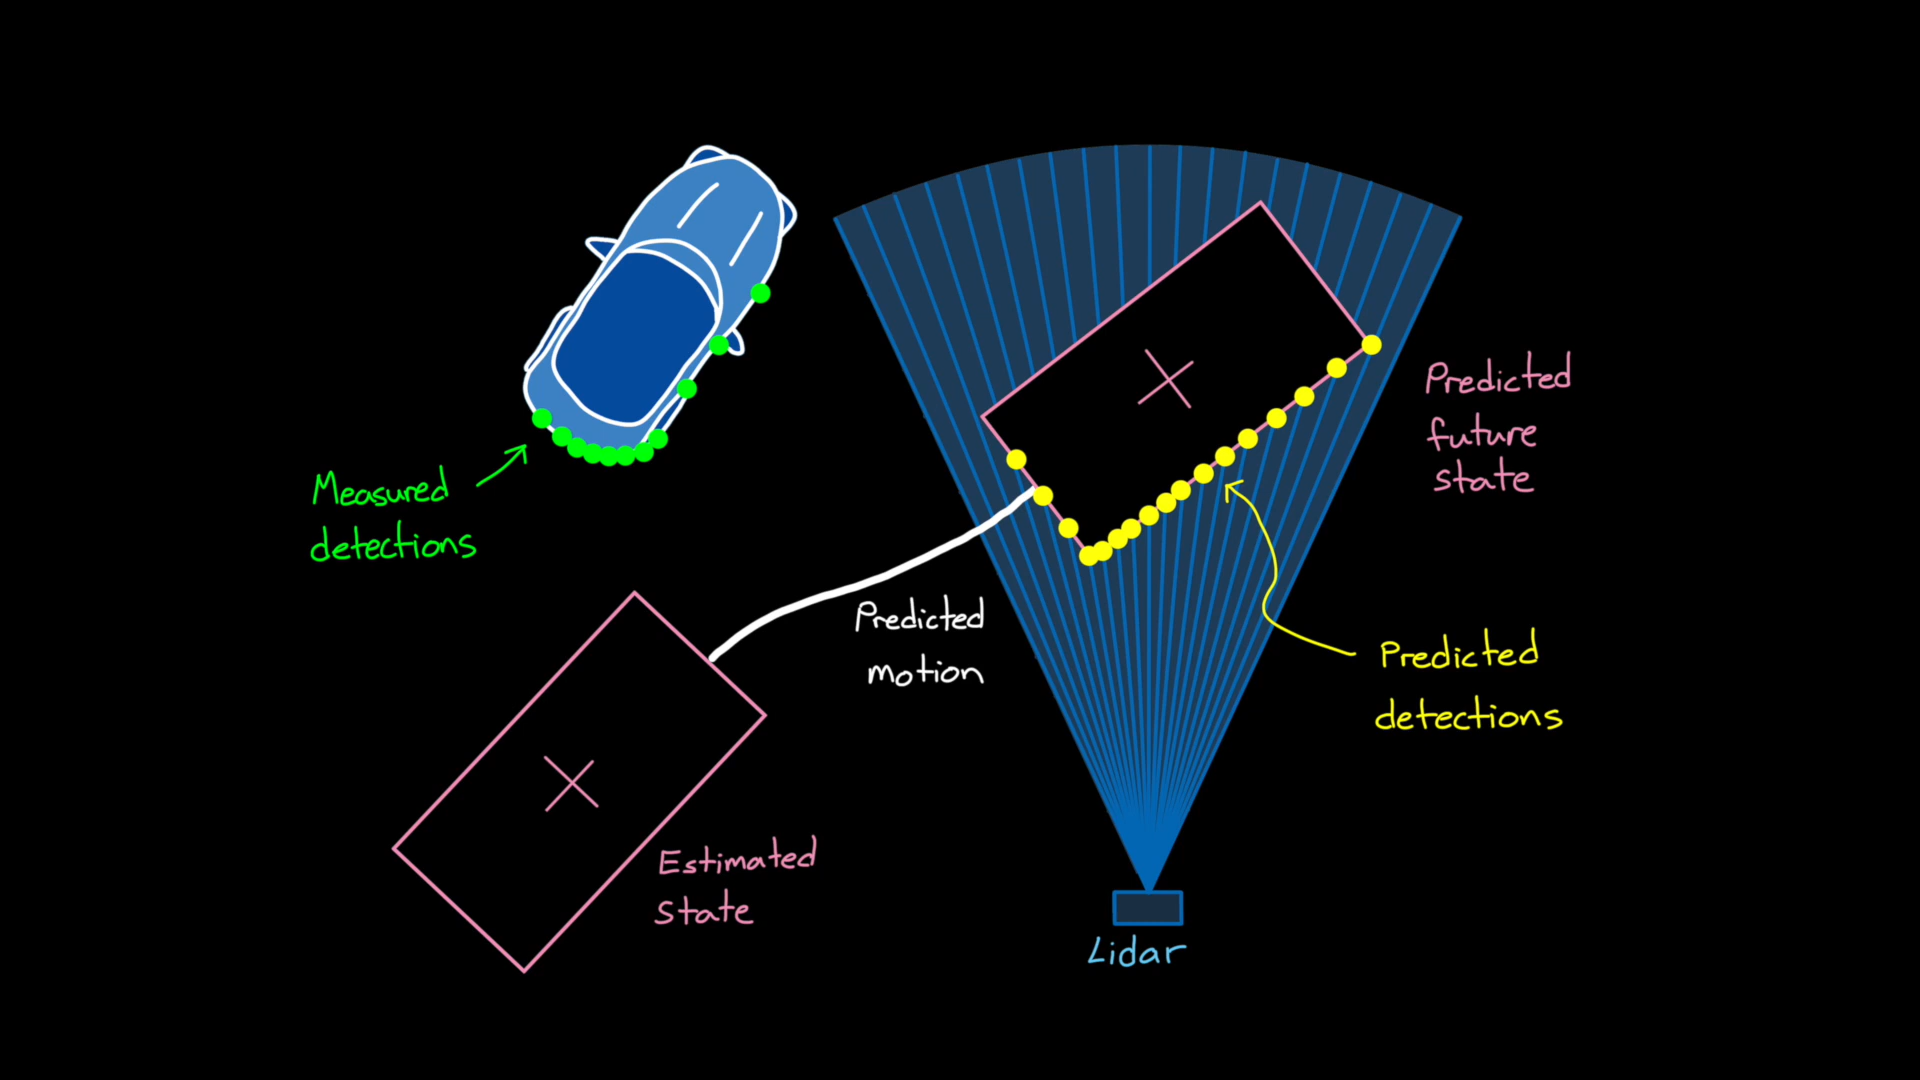 Measured
detections
Predicted
motion
Estimated
State
Predicted
future
state
Predicted
detections
Lidar